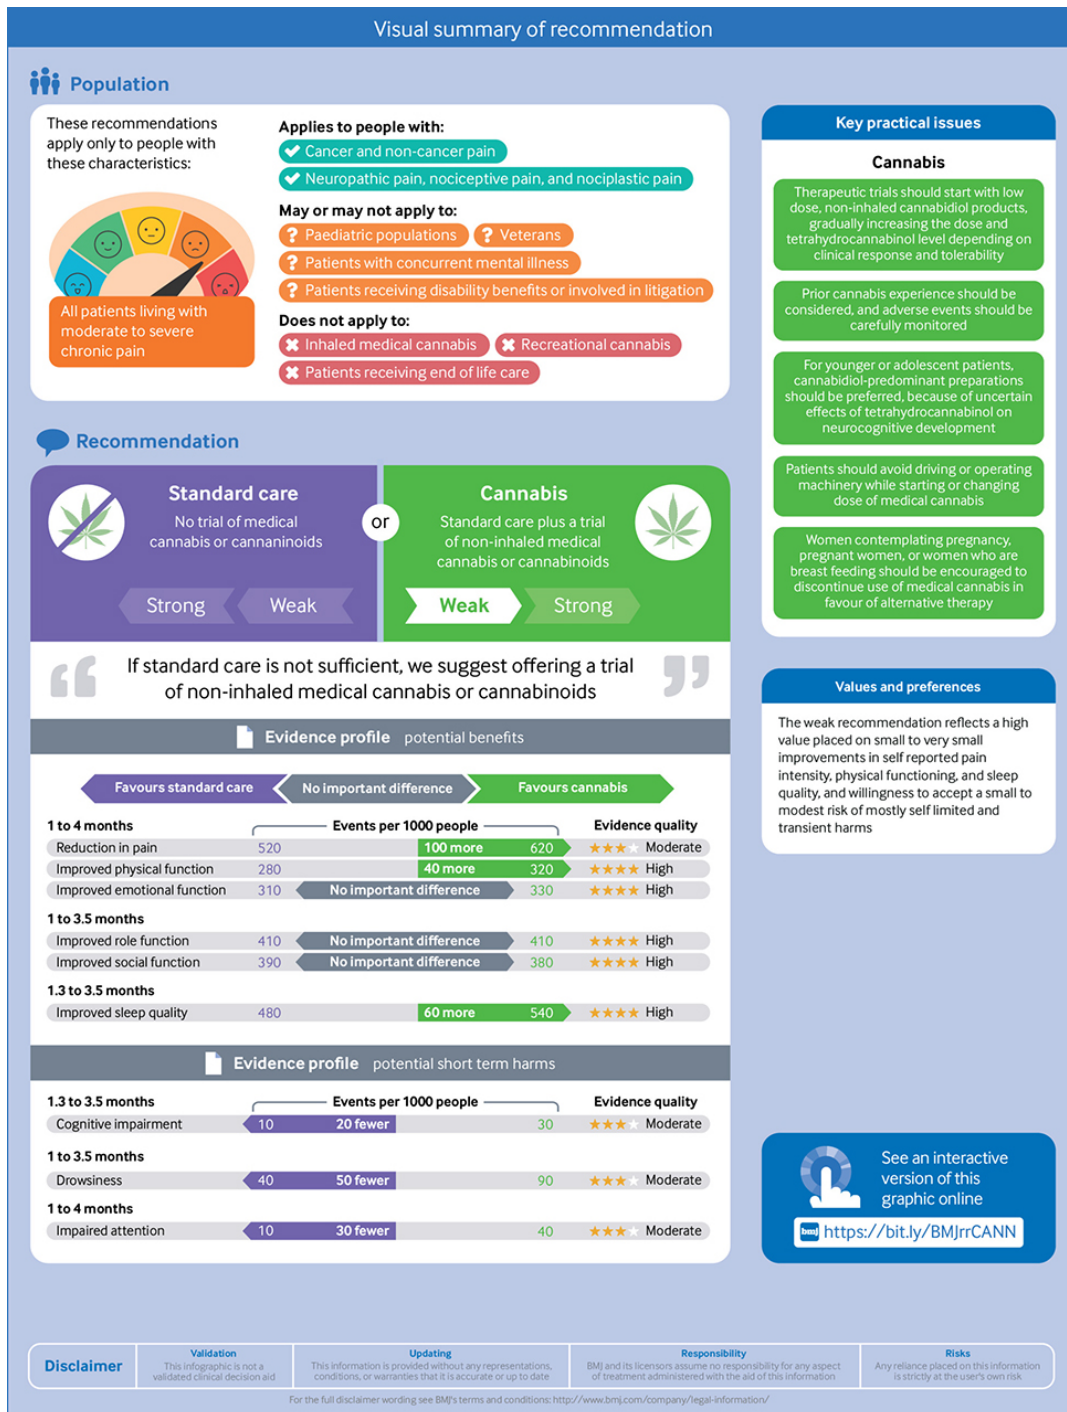 Visual summary of recommendation
Population
These recommendations
apply only to people with
these characteristics:
All patients living with
moderate to severe
chronic pain
Applies to people with:
Cancer and non-cancer pain
Neuropathic pain, nociceptive pain, and nociplastic pain
May or may not apply to:
? Paediatric populations ? Veterans
? Patients with concurrent mental illness
? Patients receiving disability benefits or involved in litigation
Does not apply to:
Inhaled medical cannabis Recreational cannabis
Patients receiving end of life care
Recommendation
Standard care
No trial of medical
cannabis or cannaninoids
Strong Weak
or
Cannabis
Standard care plus a trial
of non-inhaled medical
cannabis or cannabinoids
Weak Strong
“ If standard care is not sufficient, we suggest offering a trial
of non-inhaled medical cannabis or cannabinoids ”
Evidence profile potential benefits
Favours standard care No important difference Favours cannabis
1 to 4 months Events per 1000 people Evidence quality
Reduction in pain 520 100 more 620 Moderate
Improved physical function 280 40 more 320 High
Improved emotional function 310 No important difference 330 High
1 to 3.5 months
Improved role function 410 No important difference 410 High
Improved social function 390 No important difference 380 High
1.3 to 3.5 months
Improved sleep quality 480 60 more 540 High
Evidence profile potential short term harms
1.3 to 3.5 months Events per 1000 people Evidence quality
Cognitive impairment 10 20 fewer 30 Moderate
1 to 3.5 months
Drowsiness 40 50 fewer 90 Moderate
1 to 4 months
Impaired attention 10 30 fewer 40 Moderate
Key practical issues
Cannabis
Therapeutic trials should start with low
dose, non-inhaled cannabidiol products,
gradually increasing the dose and
tetrahydrocannabinol level depending on
clinical response and tolerability
Prior cannabis experience should be
considered, and adverse events should be
carefully monitored
For younger or adolescent patients,
cannabidiol-predominant preparations
should be preferred, because of uncertain
effects of tetrahydrocannabinol on
neurocognitive development
Patients should avoid driving or operating
machinery while starting or changing
dose of medical cannabis
Women contemplating pregnancy,
pregnant women, or women who are
breast feeding should be encouraged to
discontinue use of medical cannabis in
favour of alternative therapy
Values and preferences
The weak recommendation reflects a high
value placed on small to very small
improvements in self reported pain
intensity, physical functioning, and sleep
quality, and willingness to accept a small to
modest risk of mostly self limited and
transient harms
See an interactive
version of this
graphic online
bmj https://bit.ly/BMJrrCANN
Disclaimer
Validation
This infographic is not a
validated clinical decision aid
Updating
This information is provided without any representations,
conditions, or warranties that it is accurate or up to date
Responsibility
BMJ and its licensors assume no responsibility for any aspect
of treatment administered with the aid of this information
Risks
Any reliance placed on this information
is strictly at the user's own risk
For the full disclaimer wording see BMJ's terms and conditions: http://www.bmj.com/company/legal-information/